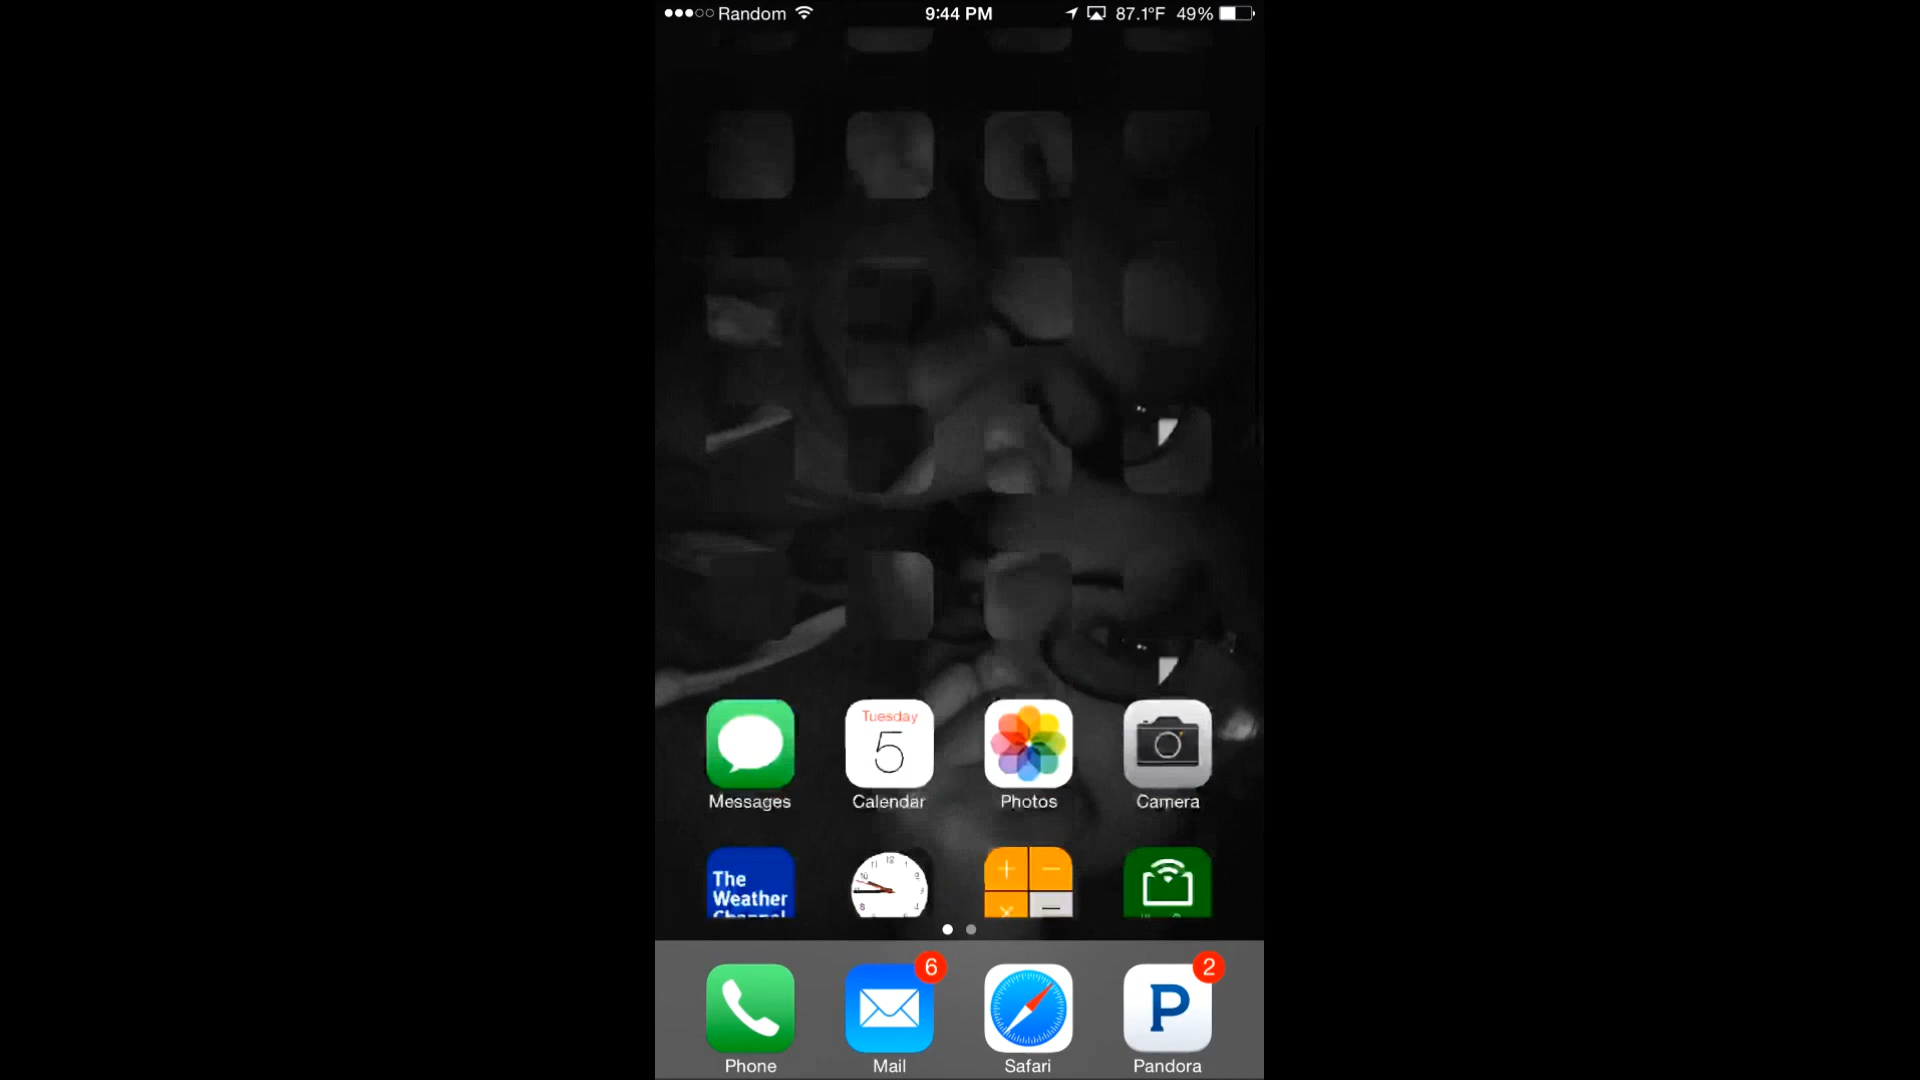 Random 9:44 PM 87.1°F 49%
Tuesday
5
Messages Calendar Photos Camera
The
Weather
Channel
6 2
P
Phone Mail Safari Pandora